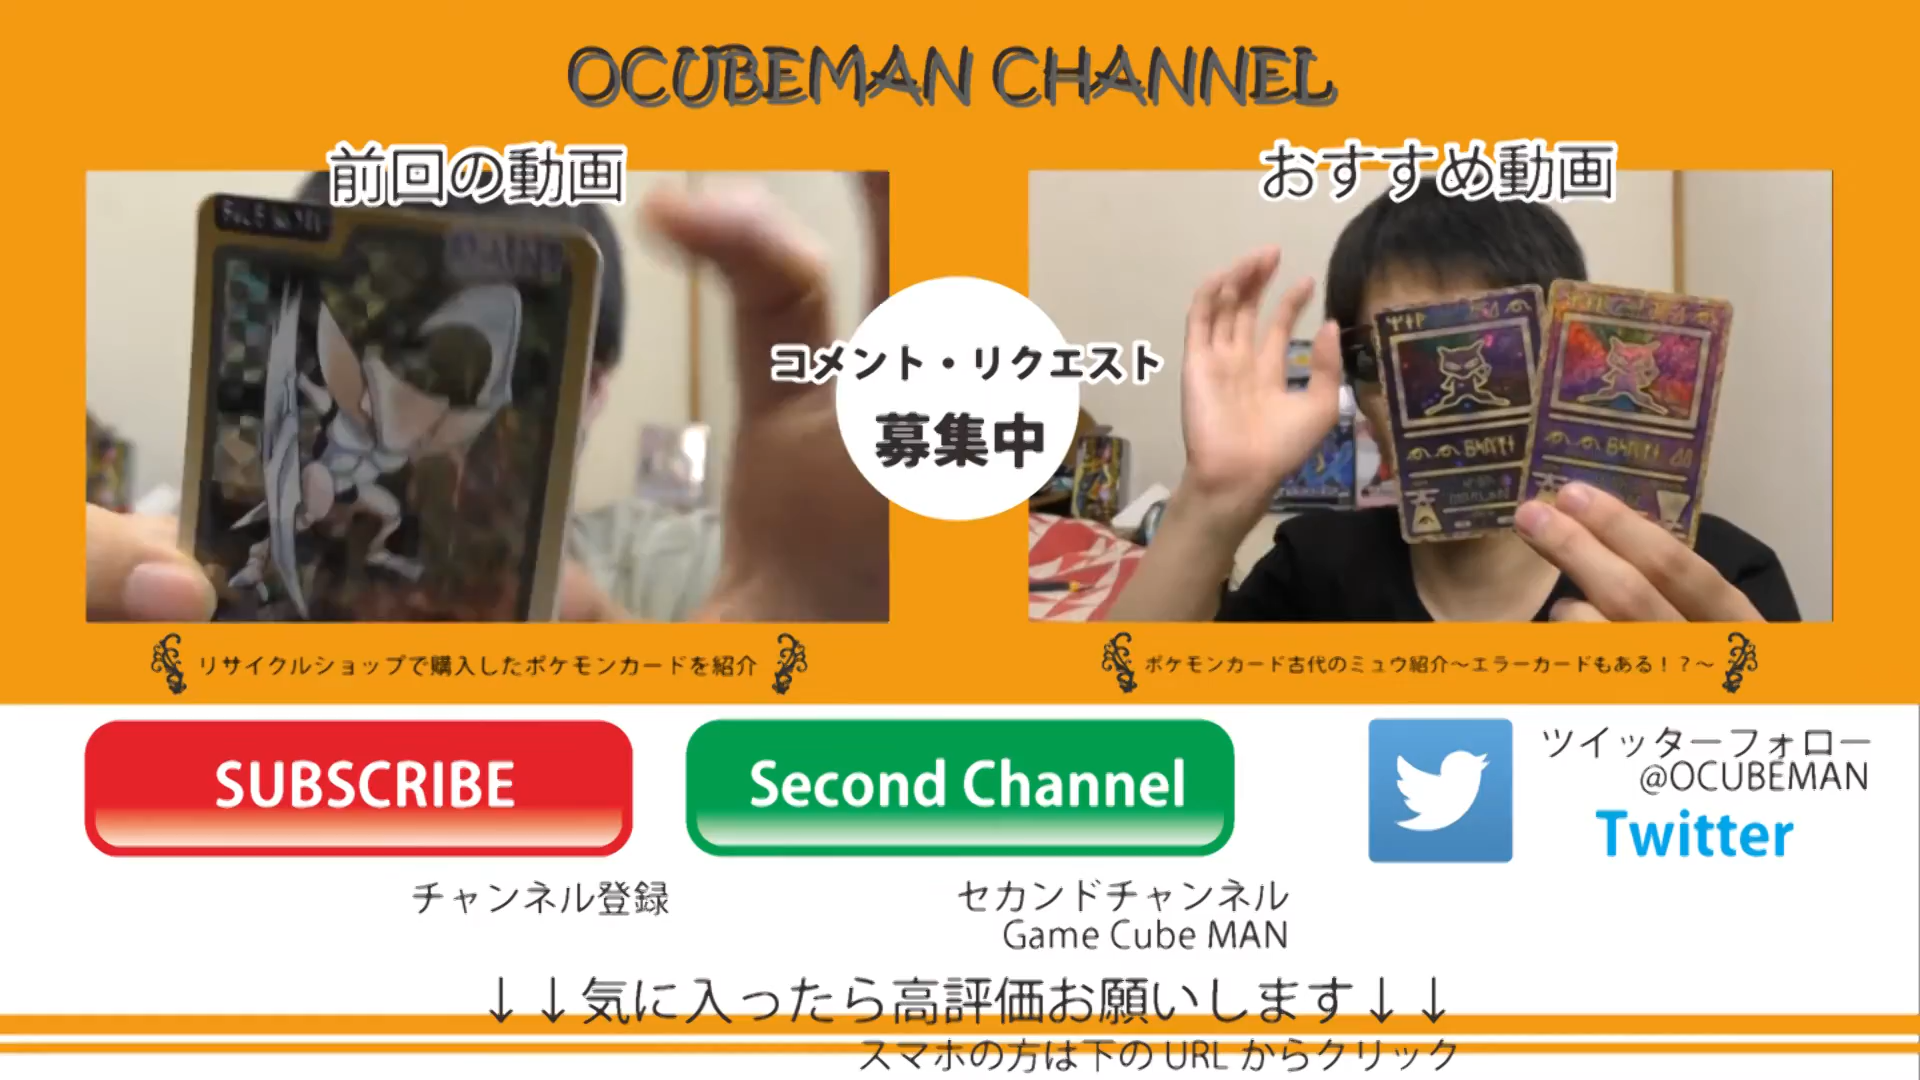 OCUBEMAN CHANNEL
前回の動画
おすすめ動画
コメント・リクエスト
募集中
リサイクルショップで購入したポケモンカードを紹介
ポケモンカード古代のミュウ紹介〜エラーカードもある！？〜
SUBSCRIBE
Second Channel
ツイッターフォロー
@OCUBEMAN
Twitter
チャンネル登録
セカンドチャンネル
Game Cube MAN
↓↓気に入ったら高評価お願いします↓↓
スマホの方は下のURLからクリック